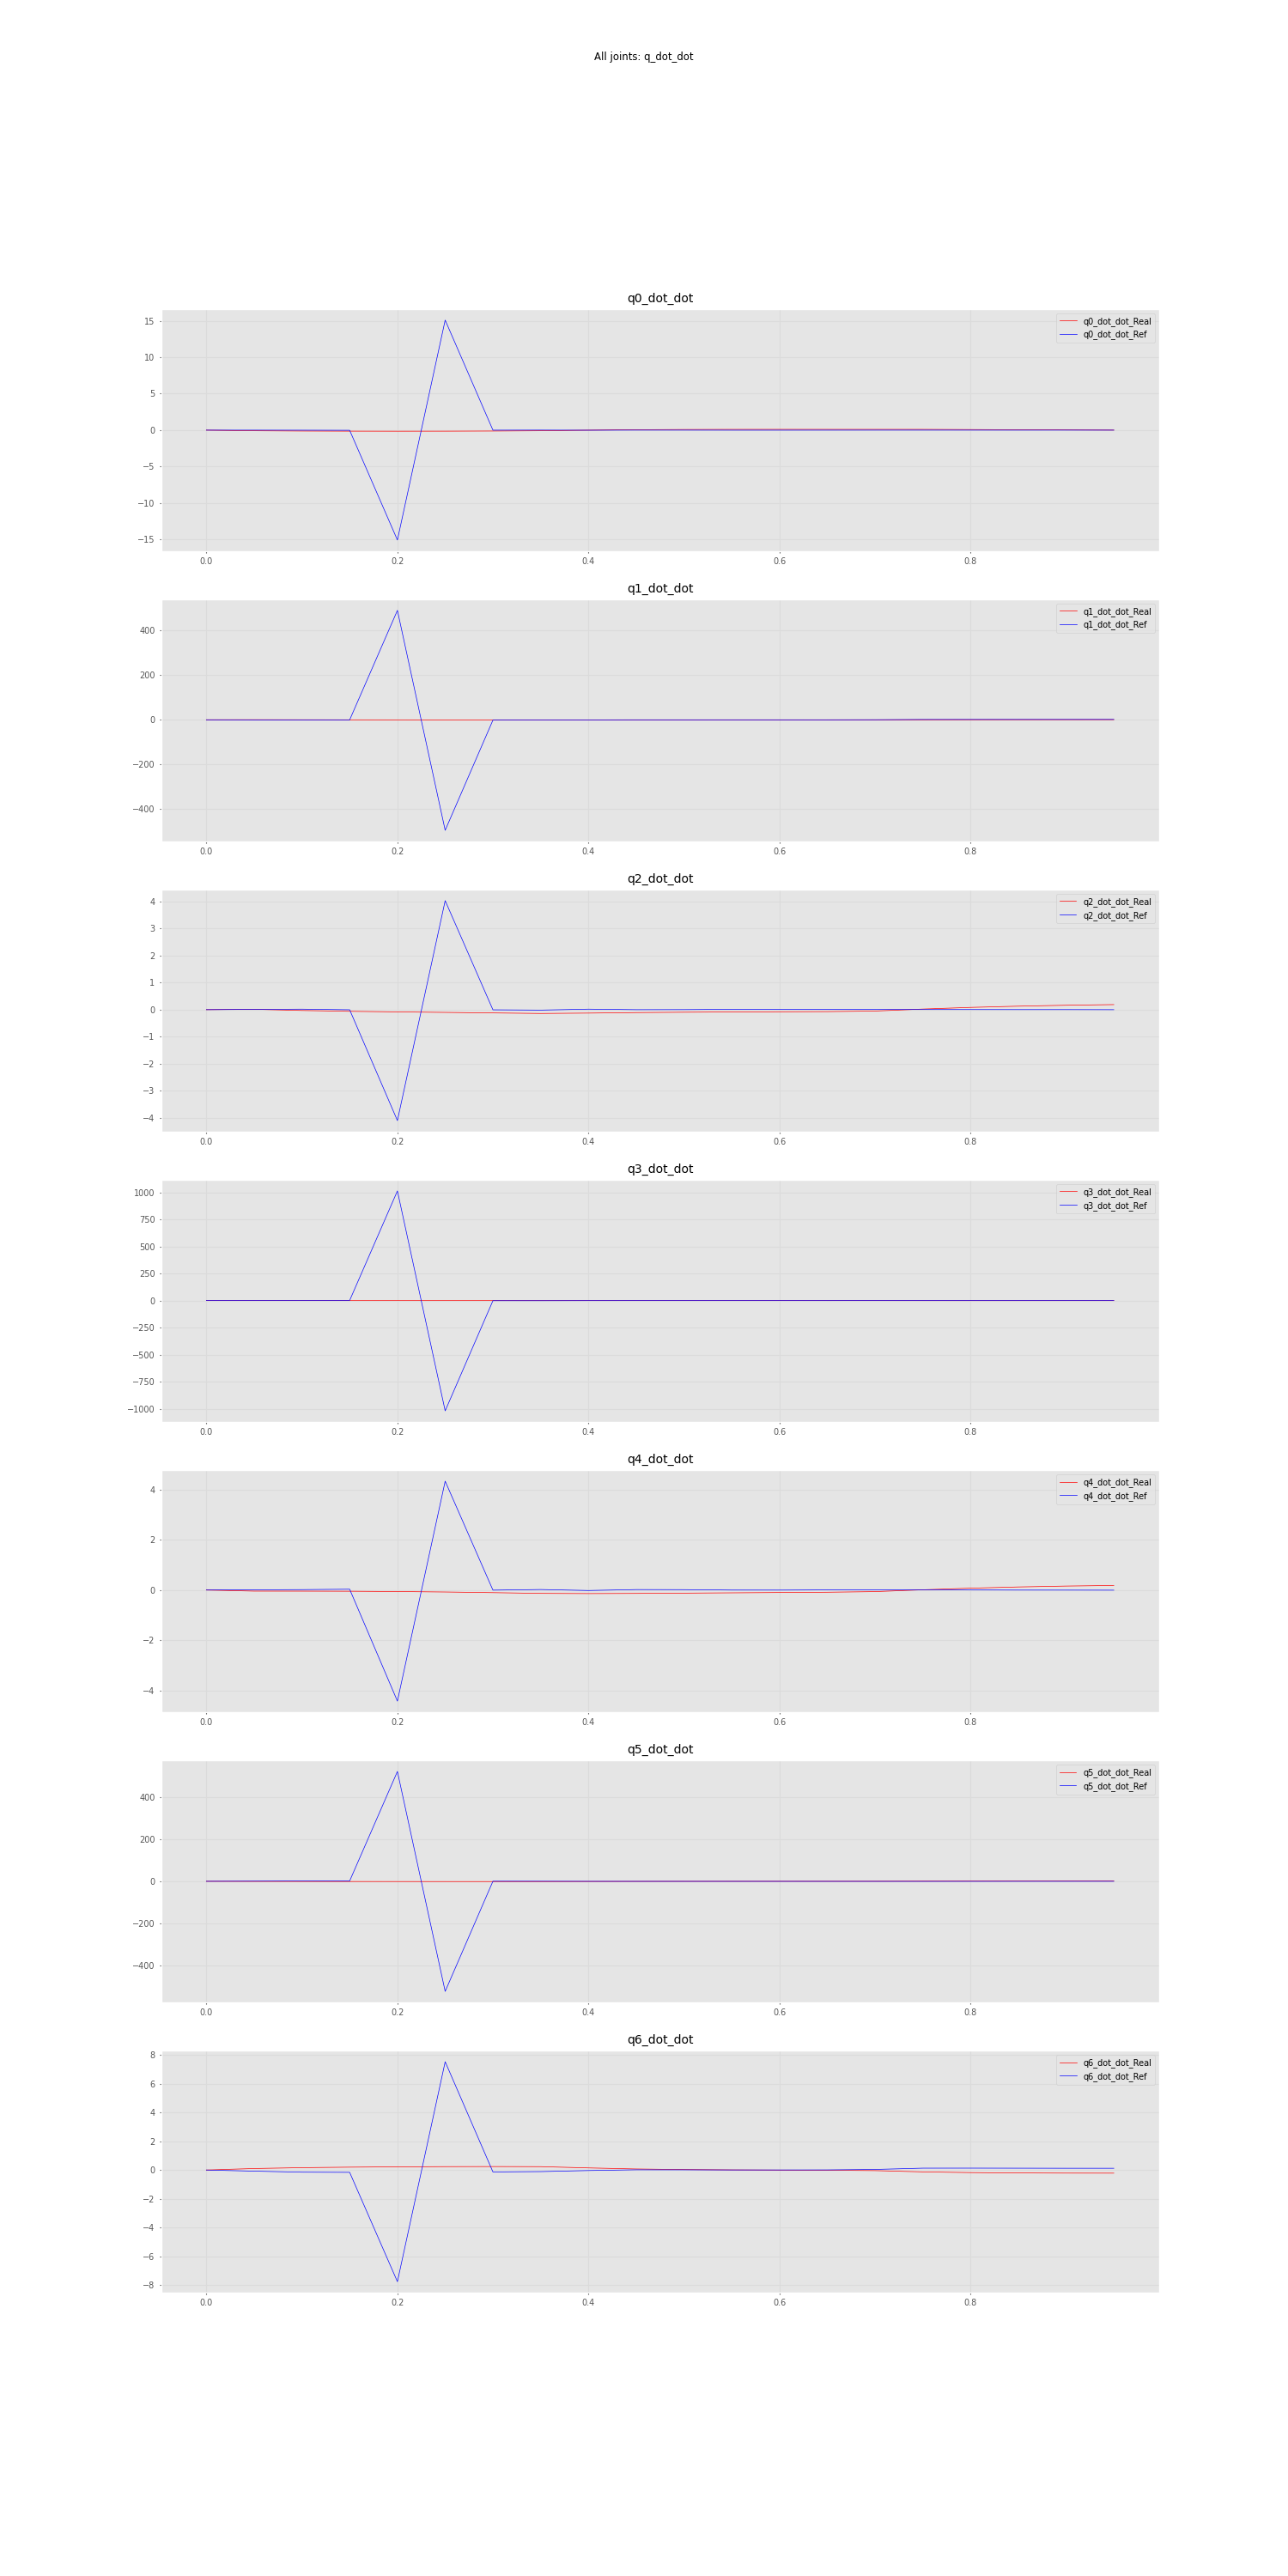 All joints: q_dot_dot
q0_dot_dot
q0_dot_dot_Real
q0_dot_dot_Ref
15
10
5
0
−5
−10
−15
0.0 0.2 0.4 0.6 0.8
q1_dot_dot
q1_dot_dot_Real
q1_dot_dot_Ref
400
200
0
−200
−400
0.0 0.2 0.4 0.6 0.8
q2_dot_dot
q2_dot_dot_Real
q2_dot_dot_Ref
4
3
2
1
0
−1
−2
−3
−4
0.0 0.2 0.4 0.6 0.8
q3_dot_dot
q3_dot_dot_Real
q3_dot_dot_Ref
1000
750
500
250
0
−250
−500
−750
−1000
0.0 0.2 0.4 0.6 0.8
q4_dot_dot
q4_dot_dot_Real
q4_dot_dot_Ref
4
2
0
−2
−4
0.0 0.2 0.4 0.6 0.8
q5_dot_dot
q5_dot_dot_Real
q5_dot_dot_Ref
400
200
0
−200
−400
0.0 0.2 0.4 0.6 0.8
q6_dot_dot
q6_dot_dot_Real
q6_dot_dot_Ref
8
6
4
2
0
−2
−4
−6
−8
0.0 0.2 0.4 0.6 0.8